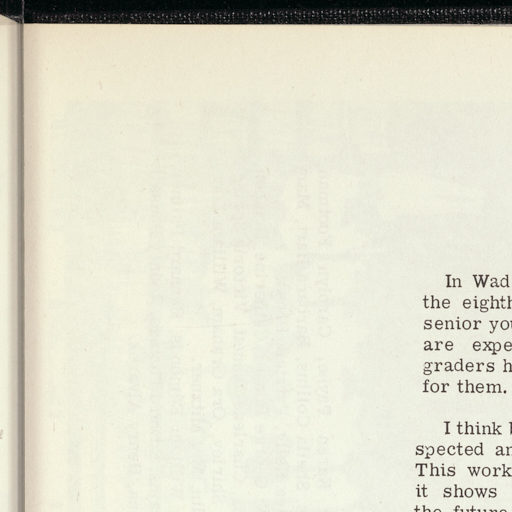 In Wad
the eighth
senior you
are expe
graders h
for them.
I think
spected an
This work
it shows
the future